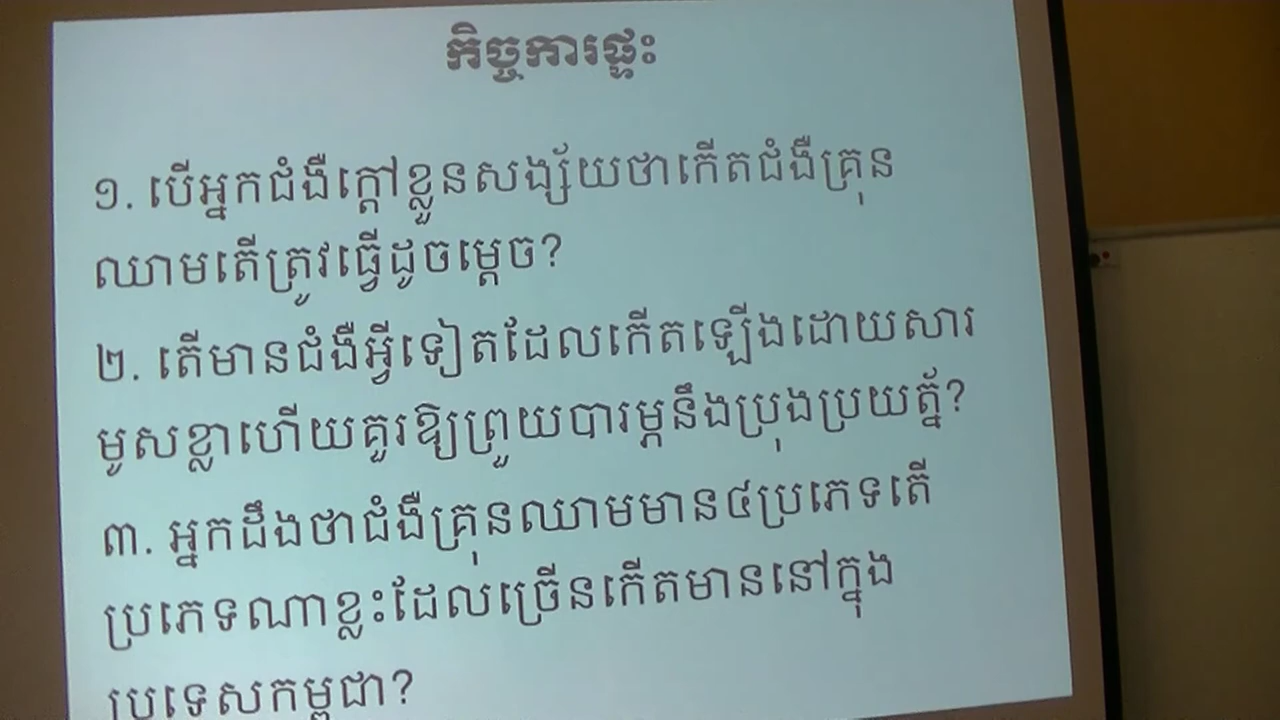 កិច្ចការផ្ទះ
១. បើអ្នកជំងឺក្តៅខ្លួនសង្ស័យថាកើតជំងឺគ្រុន
ឈាមតើត្រូវធ្វើដូចម្តេច?
២. តើមានជំងឺអ្វីទៀតដែលកើតឡើងដោយសារ
មូសខ្លាហើយគួរឱ្យព្រួយបារម្ភនឹងប្រុងប្រយត្ន័?
៣. អ្នកដឹងថាជំងឺគ្រុនឈាមមាន៤ប្រភេទតើ
ប្រភេទណាខ្លះដែលច្រើនកើតមាននៅក្នុង
ប្រទេសកម្ពុជា?